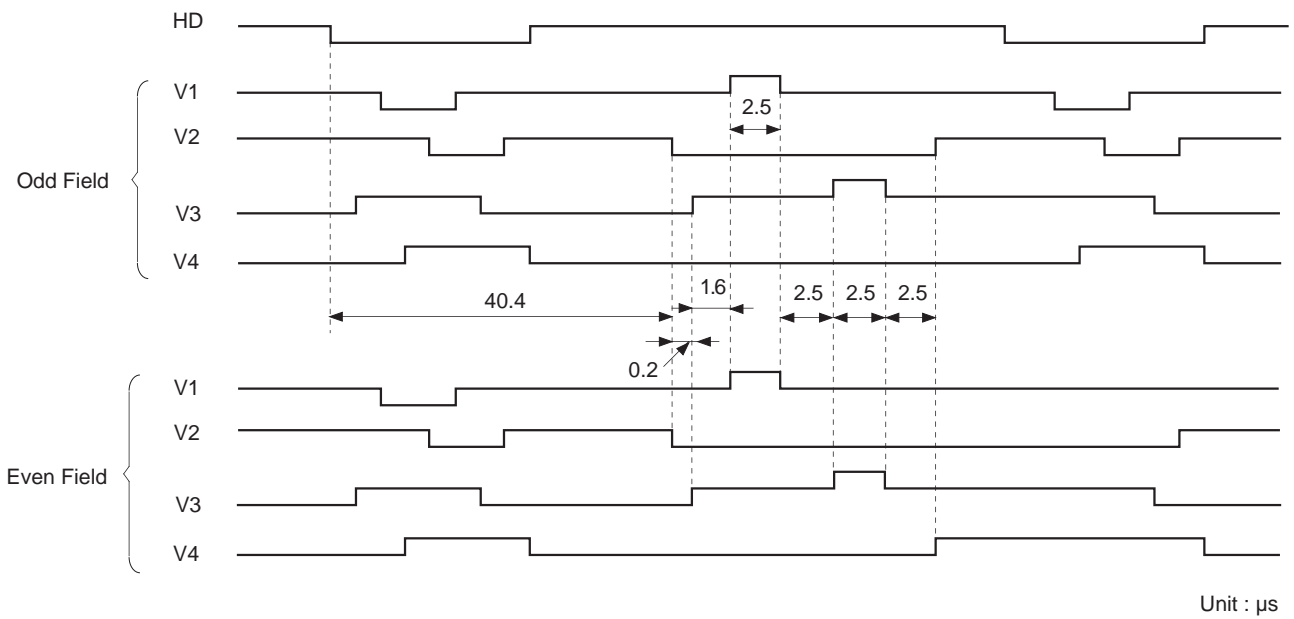 HD
V1
2.5
V2
Odd Field
V3
V4
40.4
1.6
2.5 2.5 2.5
0.2
V1
V2
Even Field
V3
V4
Unit : µs